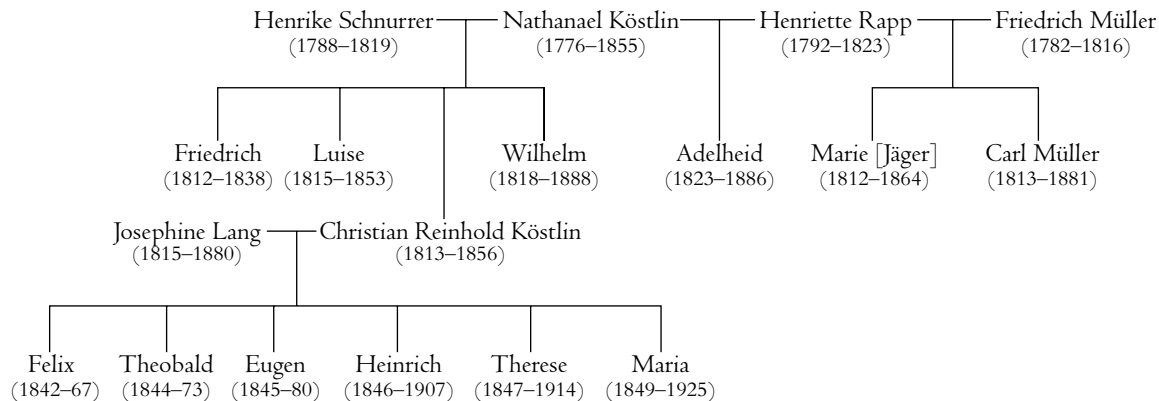 Henrike Schnurrer Nathanael Köstlin Henriette Rapp Friedrich Müller
(1788–1819) (1776–1855) (1792–1823) (1782–1816)
Friedrich Luise Wilhelm Adelheid Marie [Jäger] Carl Müller
(1812–1838) (1815–1853) (1818–1888) (1823–1886) (1812–1864) (1813–1881)
Josephine Lang Christian Reinhold Köstlin
(1815–1880) (1813–1856)
Felix Theobald Eugen Heinrich Therese Maria
(1842–67) (1844–73) (1845–80) (1846–1907) (1847–1914) (1849–1925)